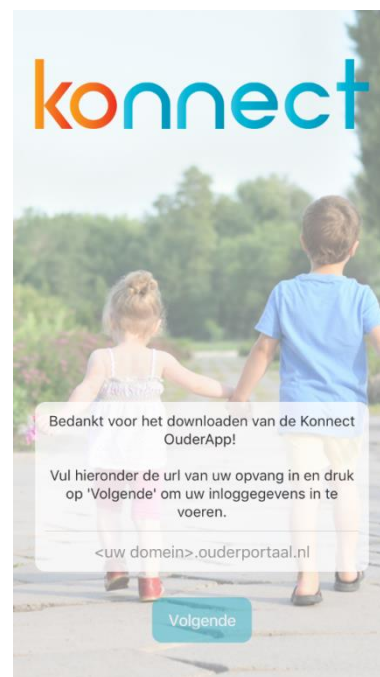 konnect
Bedankt voor het downloaden van de Konnect
OuderApp!
Vul hieronder de url van uw opvang in en druk
op 'Volgende' om uw inloggegevens in te
voeren.
<uw domein>.ouderportaal.nl
Volgende